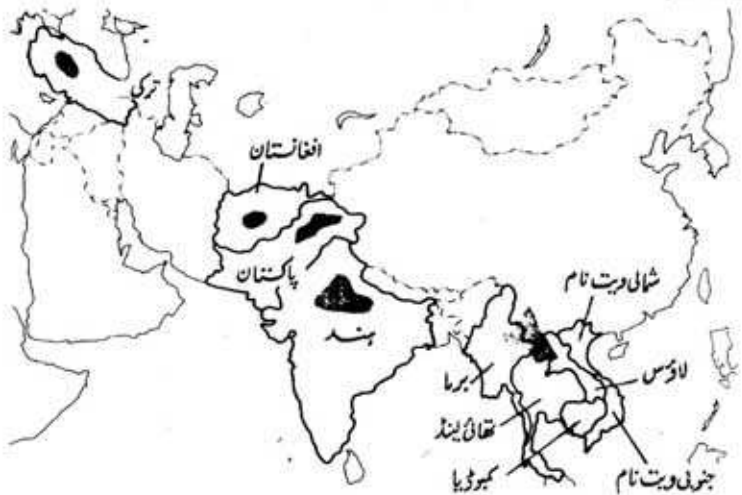 ترکی
افغانستان
پاکستان
ہند
شمالی ویت نام
برما
لاؤس
تھائی لینڈ
کمبوڈیا
جنوبی ویت نام